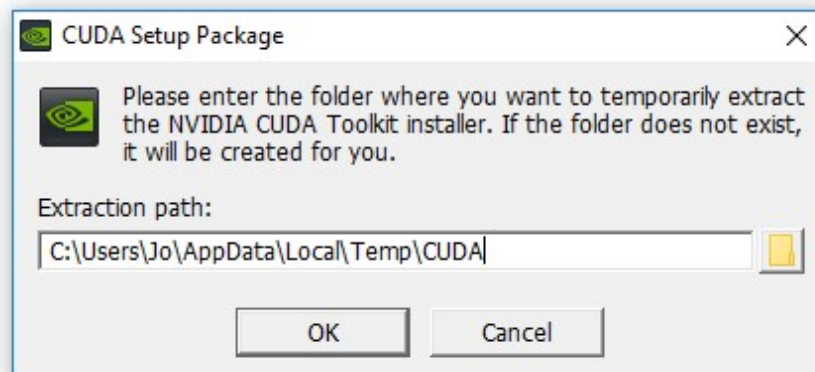 CUDA Setup Package
Please enter the folder where you want to temporarily extract
the NVIDIA CUDA Toolkit installer. If the folder does not exist,
it will be created for you.
Extraction path:
C:\Users\Jo\AppData\Local\Temp\CUDA
OK Cancel